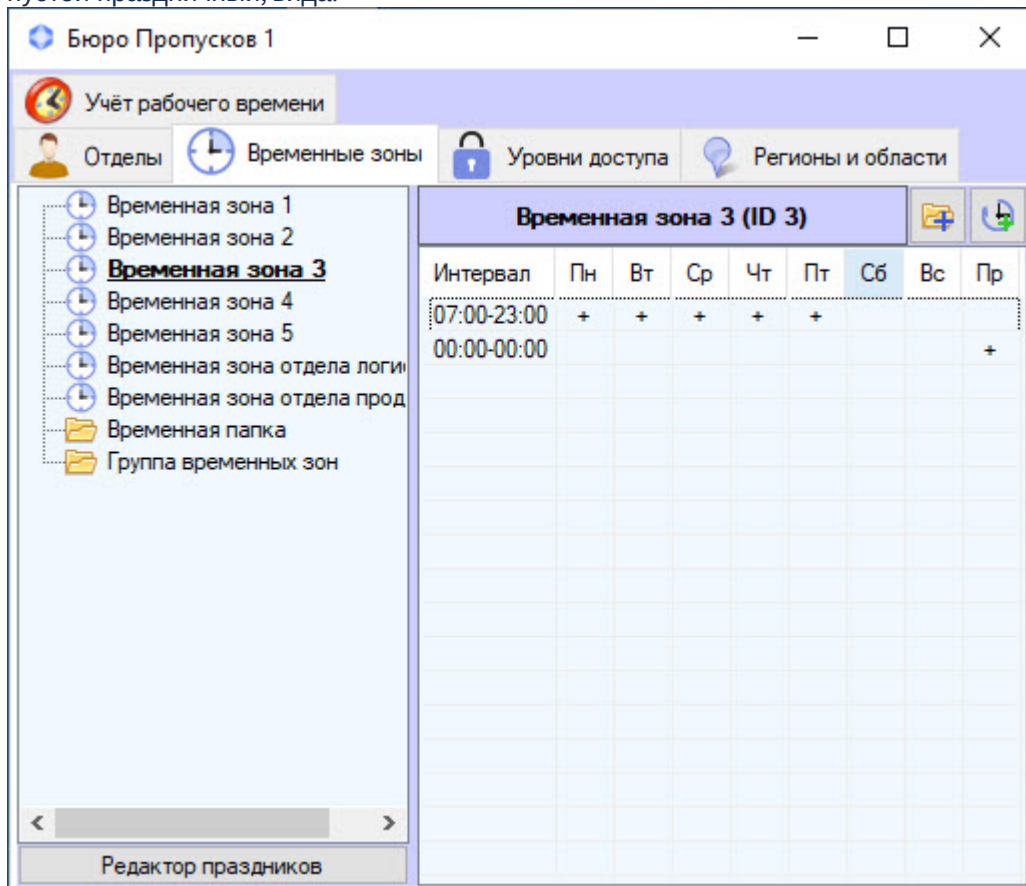 Бюро Пропусков 1
Учёт рабочего времени
Отделы Временные зоны Уровни доступа Регионы и области
Временная зона 1
Временная зона 2
Временная зона 3
Временная зона 4
Временная зона 5
Временная зона отдела
Временная зона отдела
Временная папка
Группа временных зон
Редактор праздников
Временная зона 3 (ID 3)
Интервал Пн Вт Ср Чт Пт Сб Вс Пр
07:00-23:00 + + + + +
00:00-00:00 +